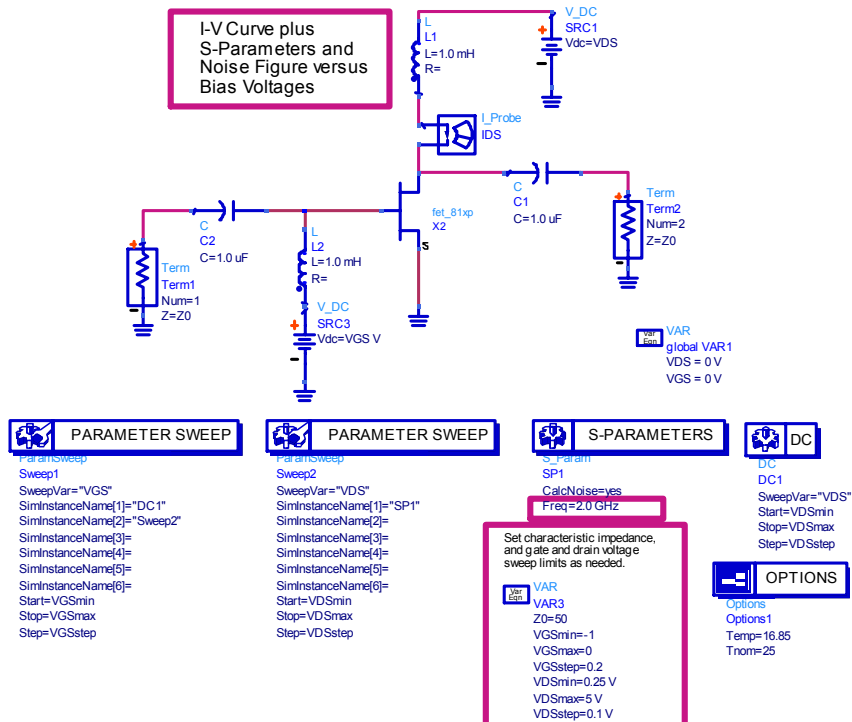 I-V Curve plus
S-Parameters and
Noise Figure versus
Bias Voltages
L
L1
L=1.0 mH
R=
V_DC
SRC1
Vdc=VDS
I_Probe
IDS
C
C1
C=1.0 uF
Term
Term2
Num=2
Z=Z0
fet_81xp
X2
S
C
C2
C=1.0 uF
Term
Term1
Num=1
Z=Z0
L
L2
L=1.0 mH
R=
V_DC
SRC3
Vdc=VGS V
Var
Eqn
VAR
global VAR1
VDS = 0 V
VGS = 0 V
PARAMETER SWEEP
ParamSweep
Sweep1
SweepVar="VGS"
SimInstanceName[1]="DC1"
SimInstanceName[2]="Sweep2"
SimInstanceName[3]=
SimInstanceName[4]=
SimInstanceName[5]=
SimInstanceName[6]=
Start=VGSmin
Stop=VGSmax
Step=VGSstep
PARAMETER SWEEP
ParamSweep
Sweep2
SweepVar="VDS"
SimInstanceName[1]="SP1"
SimInstanceName[2]=
SimInstanceName[3]=
SimInstanceName[4]=
SimInstanceName[5]=
SimInstanceName[6]=
Start=VDSmin
Stop=VDSmax
Step=VDSstep
S-PARAMETERS
S_Param
SP1
CalcNoise=yes
Freq=2.0 GHz
Set characteristic impedance,
and gate and drain voltage
sweep limits as needed.
Var
Eqn
VAR
VAR3
Z0=50
VGSmin=-1
VGSmax=0
VGSstep=0.2
VDSmin=0.25 V
VDSmax=5 V
VDSstep=0.1 V
DC
DC
DC1
SweepVar="VDS"
Start=VDSmin
Stop=VDSmax
Step=VDSstep
OPTIONS
Options
Options1
Temp=16.85
Tnom=25